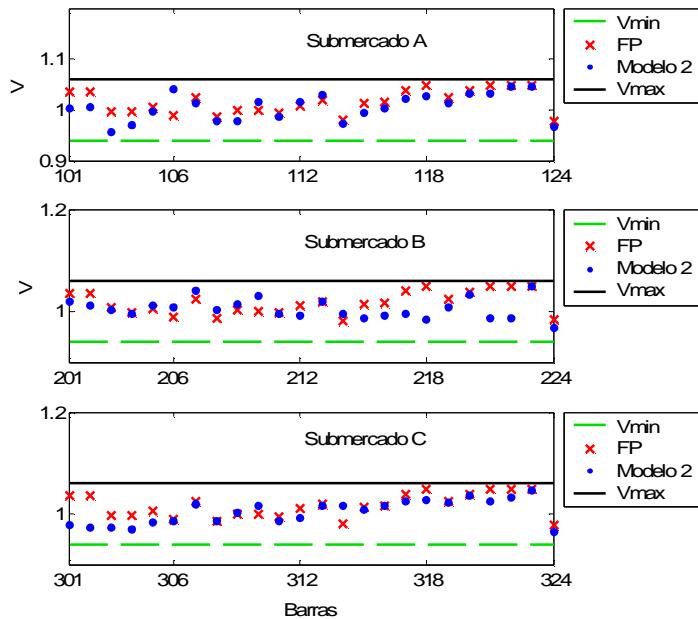 Submercado A
V
1.1
1
0.9
101
106
112
118
124
Vmin
FP
Modelo 2
Vmax
Submercado B
V
1.2
1
201
206
212
218
224
Vmin
FP
Modelo 2
Vmax
Submercado C
1.2
1
301
306
312
318
324
Barras
Vmin
FP
Modelo 2
Vmax